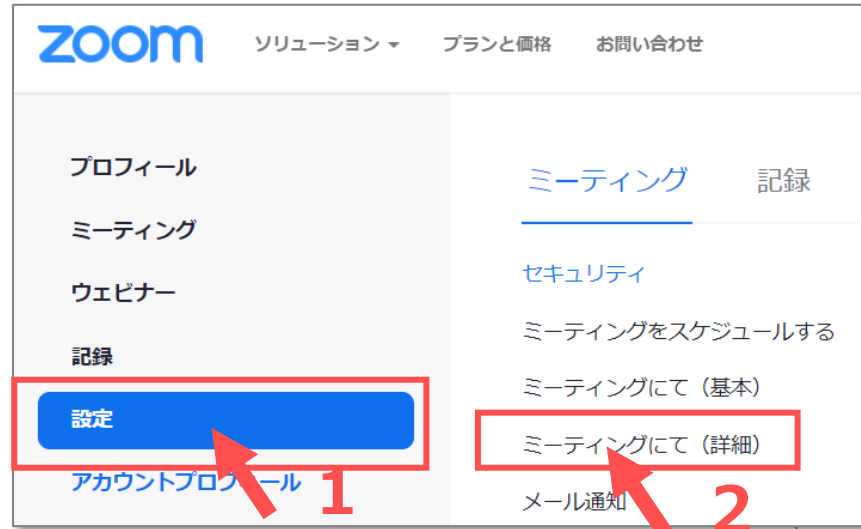 zoom ソリューション プランと価格 お問い合わせ
プロフィール
ミーティング
ウェビナー
記録
設定
アカウントプロフィール
1
ミーティング 記録
セキュリティ
ミーティングをスケジュールする
ミーティングにて（基本）
ミーティングにて（詳細）
メール通知
2